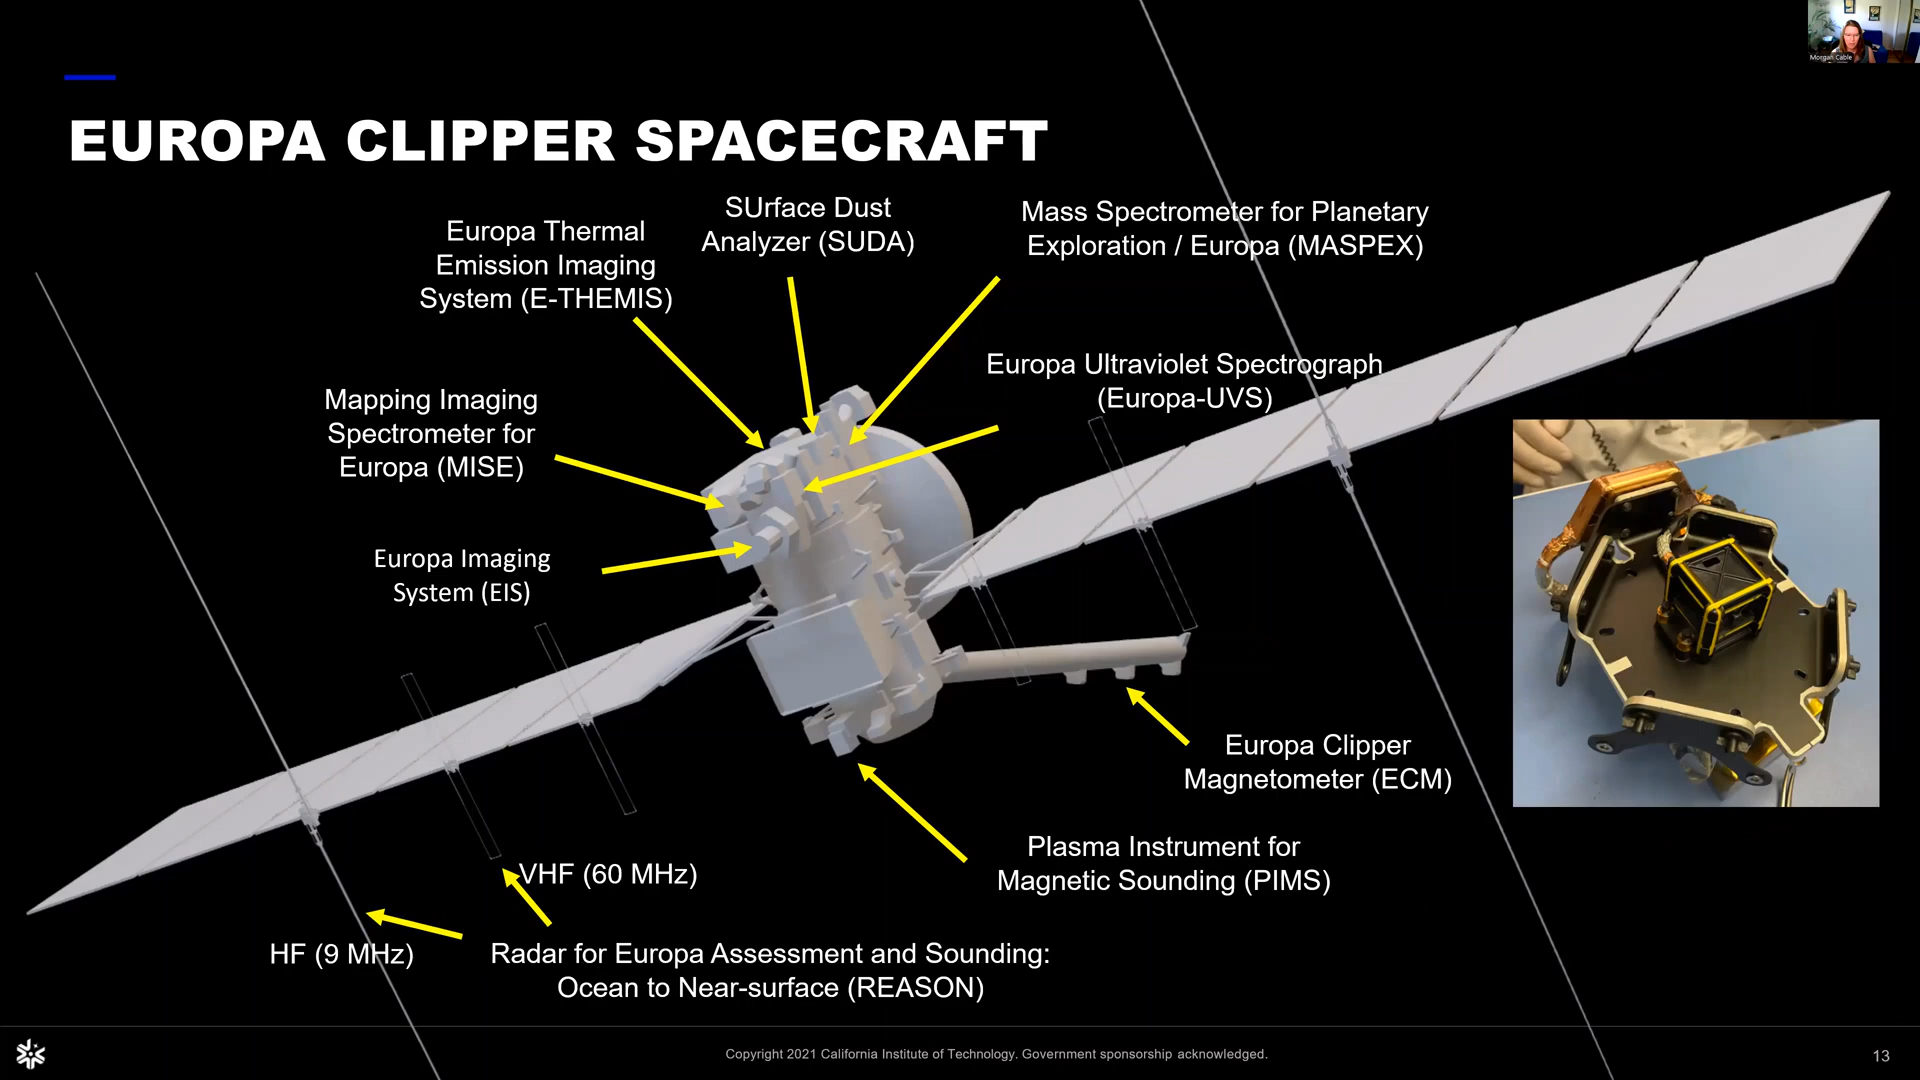 Morgan Cable
EUROPA CLIPPER SPACECRAFT
Europa Thermal
Emission Imaging
System (E-THEMIS)
SUrface Dust
Analyzer (SUDA)
Mass Spectrometer for Planetary
Exploration / Europa (MASPEX)
Mapping Imaging
Spectrometer for
Europa (MISE)
Europa Ultraviolet Spectrograph
(Europa-UVS)
Europa Imaging
System (EIS)
Europa Clipper
Magnetometer (ECM)
Plasma Instrument for
Magnetic Sounding (PIMS)
VHF (60 MHz)
HF (9 MHz)
Radar for Europa Assessment and Sounding:
Ocean to Near-surface (REASON)
Copyright 2021 California Institute of Technology. Government sponsorship acknowledged.
13